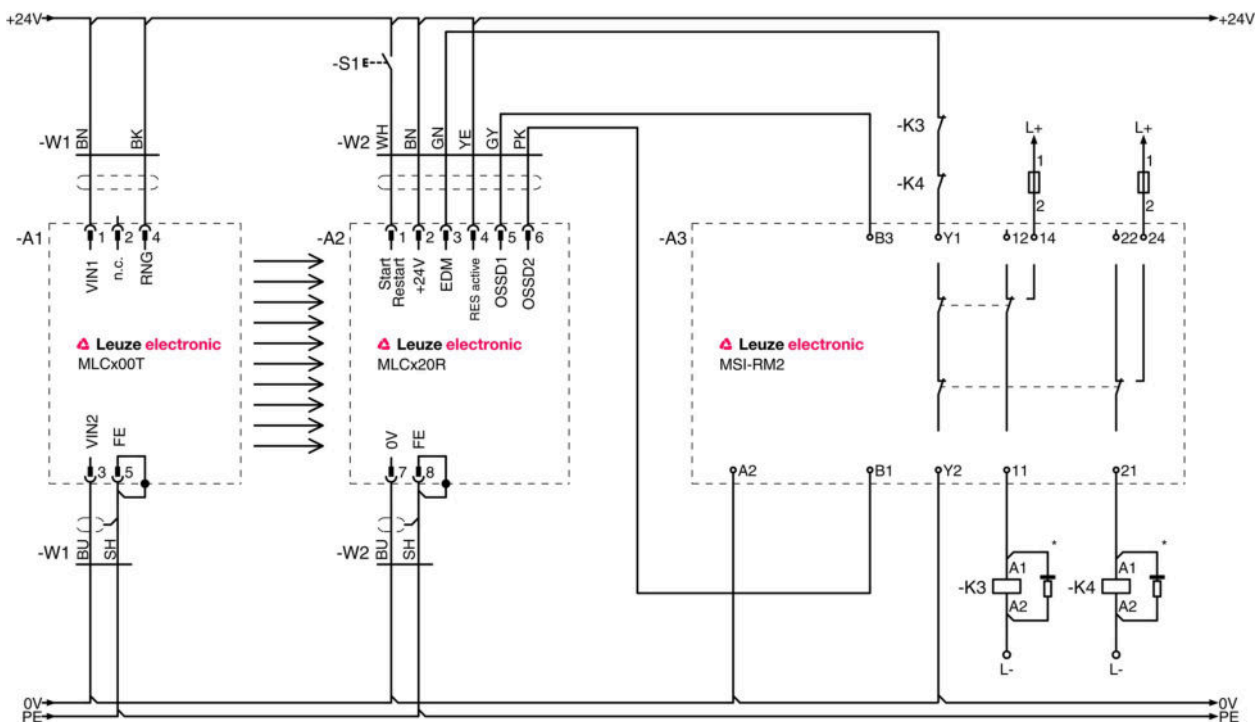 +24V +24V
-S1
-W1 BN BK
-W2 WH BN GN YE GY PK
-K3
-K4
L+ L+
1 1
2 2
-A1 1 2 4
VIN1 n.c. RNG
-A2 1 2 3 4 5 6
Start Restart +24V EDM RES active OSSD1 OSSD2
-A3 B3 Y1 12 14 22 24
Leuze electronic
MLCx00T
Leuze electronic
MLCx20R
Leuze electronic
MSI-RM2
VIN2 FE
3 5
0V FE
7 8
A2 B1 Y2 11 21
-W1 BU SH
-W2 BU SH
* *
-K3 A1 A2
-K4 A1 A2
L- L-
0V 0V
PE PE